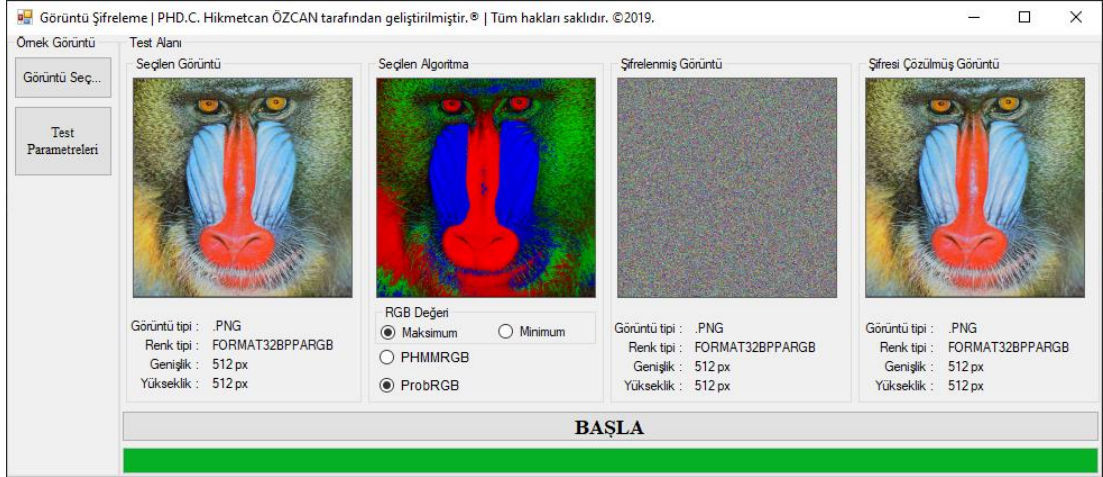 Görüntü Şifreleme | PHD.C. Hikmetcan ÖZCAN tarafından geliştirilmiştir.® | Tüm hakları saklıdır. ©2019.
Örnek Görüntü
Görüntü Seç...
Test
Parametreleri
Test Alanı
Seçilen Görüntü
Görüntü tipi : .PNG
Renk tipi : FORMAT32BPPARGB
Genişlik : 512 px
Yükseklik : 512 px
Seçilen Algoritma
RGB Değeri
Maksimum Minimum
PHMMRGB
ProbRGB
Şifrelenmiş Görüntü
Görüntü tipi : .PNG
Renk tipi : FORMAT32BPPARGB
Genişlik : 512 px
Yükseklik : 512 px
Şifresi Çözülmüş Görüntü
Görüntü tipi : .PNG
Renk tipi : FORMAT32BPPARGB
Genişlik : 512 px
Yükseklik : 512 px
BAŞLA